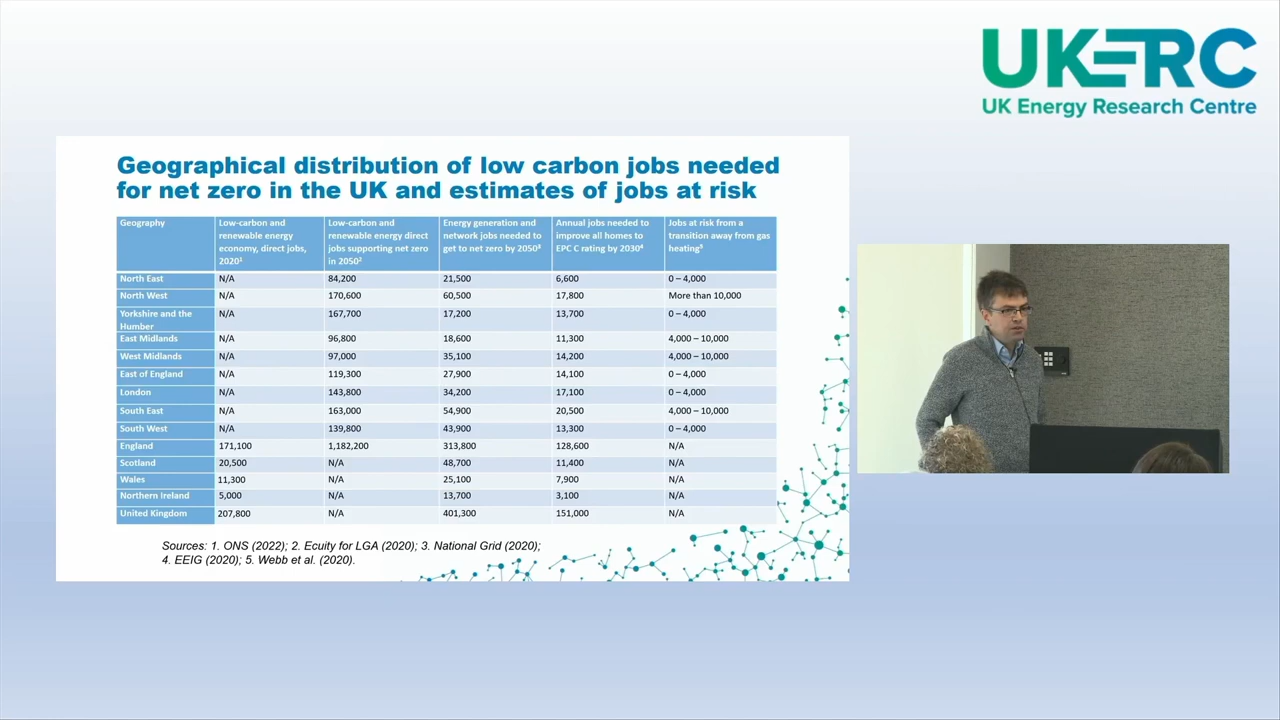 UKERC
UK Energy Research Centre
Geographical distribution of low carbon jobs needed
for net zero in the UK and estimates of jobs at risk
Geography
Low-carbon and
renewable energy
economy, direct jobs,
2020¹
Low-carbon and
renewable energy direct
jobs supporting net zero
in 2050²
Energy generation and
network jobs needed to
get to net zero by 2050³
Annual jobs needed to
improve all homes to
EPC C rating by 2030⁴
Jobs at risk from a
transition away from gas
heating⁵
North East N/A 84,200 21,500 6,600 0 – 4,000
North West N/A 170,600 60,500 17,800 More than 10,000
Yorkshire and the
Humber
N/A 167,700 17,200 13,700 0 – 4,000
East Midlands N/A 96,800 18,600 11,300 4,000 – 10,000
West Midlands N/A 97,000 35,100 14,200 4,000 – 10,000
East of England N/A 119,300 27,900 14,100 0 – 4,000
London N/A 143,800 34,200 17,100 0 – 4,000
South East N/A 163,000 54,900 20,500 4,000 – 10,000
South West N/A 139,800 43,900 13,300 0 – 4,000
England 171,100 1,182,200 313,800 128,600 N/A
Scotland 20,500 N/A 48,700 11,400 N/A
Wales 11,300 N/A 25,100 7,900 N/A
Northern Ireland 5,000 N/A 13,700 3,100 N/A
United Kingdom 207,800 N/A 401,300 151,000 N/A
Sources: 1. ONS (2022); 2. Ecuity for LGA (2020); 3. National Grid (2020);
4. EEIG (2020); 5. Webb et al. (2020).